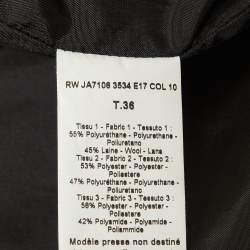 RW JA7106 3534 E17 COL 10
T.36
Tissu 1 - Fabric 1 - Tessuto 1 :
55% Polyuréthane - Polyurethane -
Poliuretano
45% Laine - Wool - Lana
Tissu 2 - Fabric 2 - Tessuto 2 :
53% Polyester - Polyester -
Poliestere
47% Polyuréthane - Polyurethane -
Poliuretano
Tissu 3 - Fabric 3 - Tessuto 3 :
58% Polyester - Polyester -
Poliestere
42% Polyamide - Polyamide -
Poliammide
Modèle presse non destiné